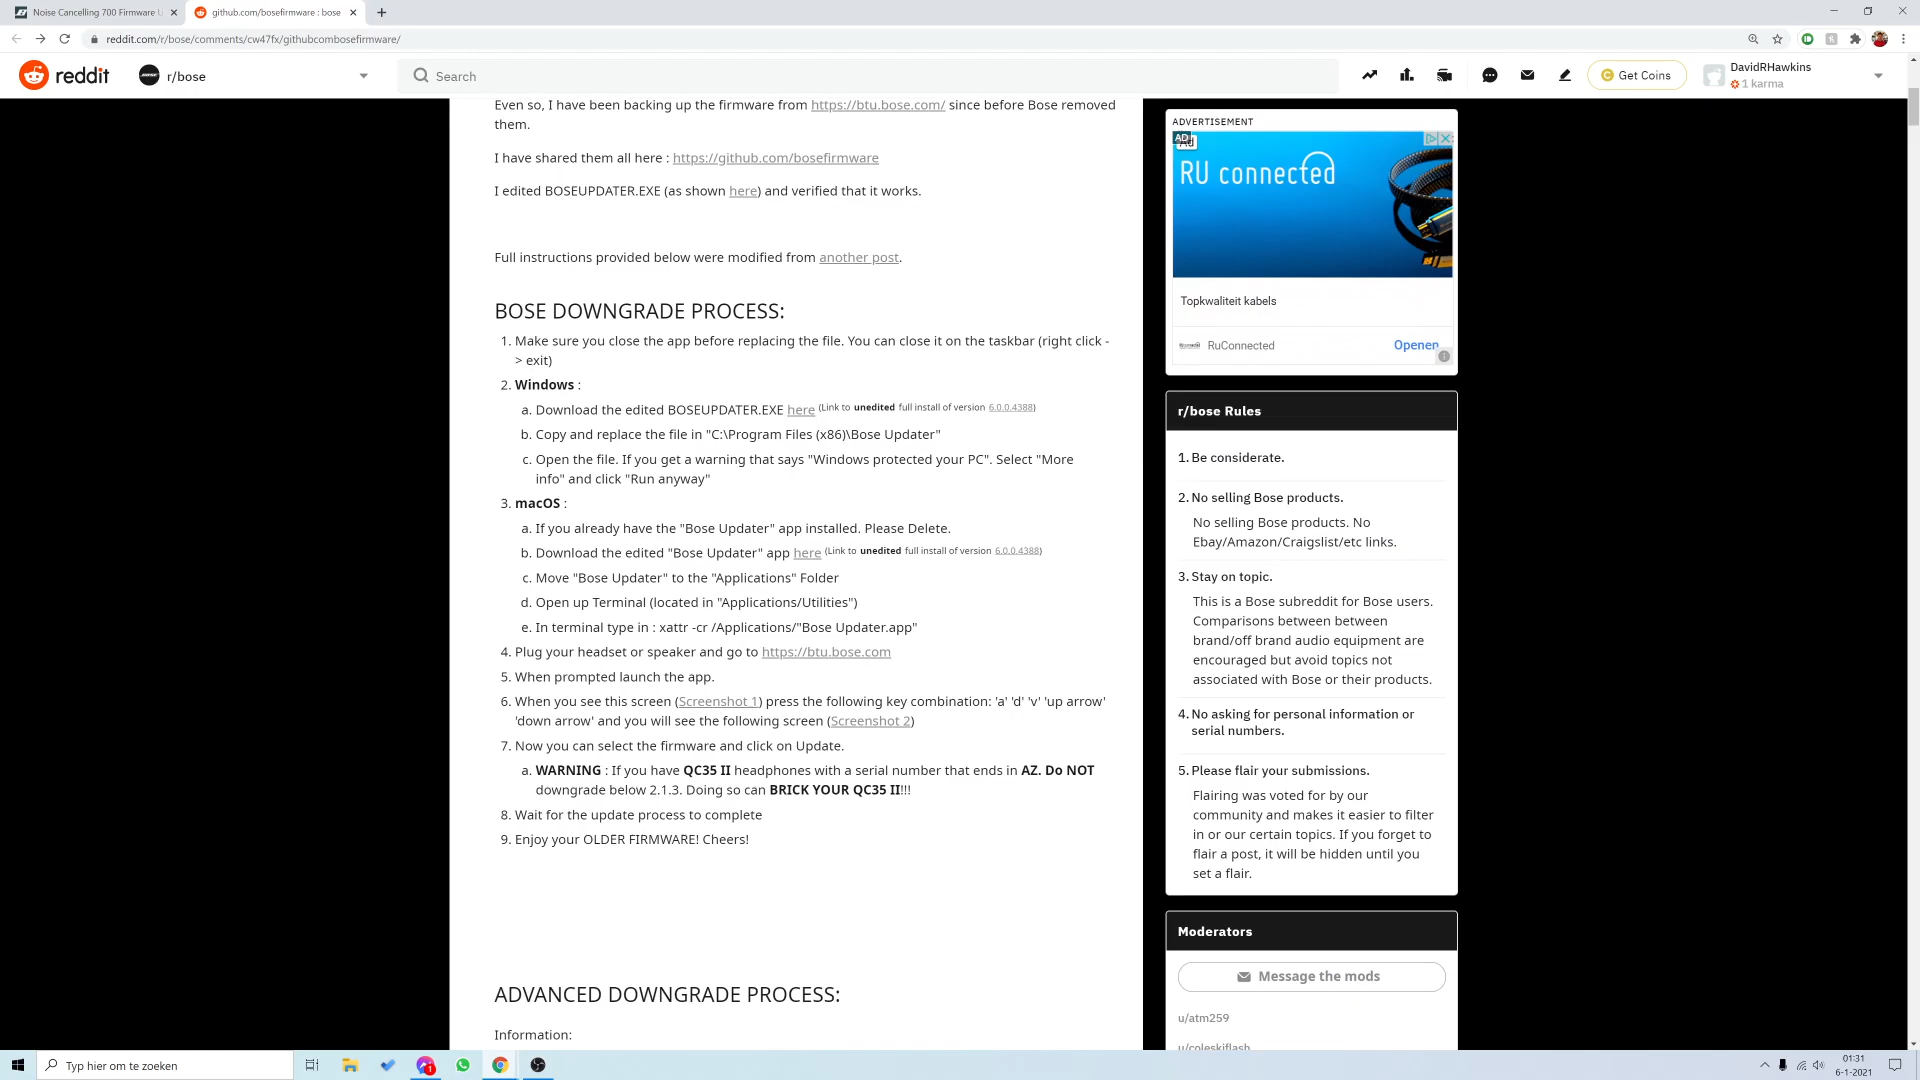 Noise Cancelling 700 Firmware U
github.com/bosefirmware : bose
reddit.com/r/bose/comments/cw47fx/githubcombosefirmware/
reddit
r/bose
Search
Get Coins
DavidRHawkins
1 karma
Even so, I have been backing up the firmware from https://btu.bose.com/ since before Bose removed
them.
I have shared them all here : https://github.com/bosefirmware
I edited BOSEUPDATER.EXE (as shown here) and verified that it works.
Full instructions provided below were modified from another post.
BOSE DOWNGRADE PROCESS:
1. Make sure you close the app before replacing the file. You can close it on the taskbar (right click -
> exit)
2. Windows :
a. Download the edited BOSEUPDATER.EXE here (Link to unedited full install of version 6.0.0.4388)
b. Copy and replace the file in "C:\Program Files (x86)\Bose Updater"
c. Open the file. If you get a warning that says "Windows protected your PC". Select "More
info" and click "Run anyway"
3. macOS :
a. If you already have the "Bose Updater" app installed. Please Delete.
b. Download the edited "Bose Updater" app here (Link to unedited full install of version 6.0.0.4388)
c. Move "Bose Updater" to the "Applications" Folder
d. Open up Terminal (located in "Applications/Utilities")
e. In terminal type in : xattr -cr /Applications/"Bose Updater.app"
4. Plug your headset or speaker and go to https://btu.bose.com
5. When prompted launch the app.
6. When you see this screen (Screenshot 1) press the following key combination: 'a' 'd' 'v' 'up arrow'
'down arrow' and you will see the following screen (Screenshot 2)
7. Now you can select the firmware and click on Update.
a. WARNING : If you have QC35 II headphones with a serial number that ends in AZ. Do NOT
downgrade below 2.1.3. Doing so can BRICK YOUR QC35 II!!!
8. Wait for the update process to complete
9. Enjoy your OLDER FIRMWARE! Cheers!
ADVANCED DOWNGRADE PROCESS:
Information:
ADVERTISEMENT
AD
Ad
RU connected
Topkwaliteit kabels
RuConnected
Openen
r/bose Rules
1. Be considerate.
2. No selling Bose products.
No selling Bose products. No
Ebay/Amazon/Craigslist/etc links.
3. Stay on topic.
This is a Bose subreddit for Bose users.
Comparisons between between
brand/off brand audio equipment are
encouraged but avoid topics not
associated with Bose or their products.
4. No asking for personal information or
serial numbers.
5. Please flair your submissions.
Flairing was voted for by our
community and makes it easier to filter
in or our certain topics. If you forget to
flair a post, it will be hidden until you
set a flair.
Moderators
Message the mods
u/atm259
u/coleskiflash
Typ hier om te zoeken
1
01:31
6-1-2021